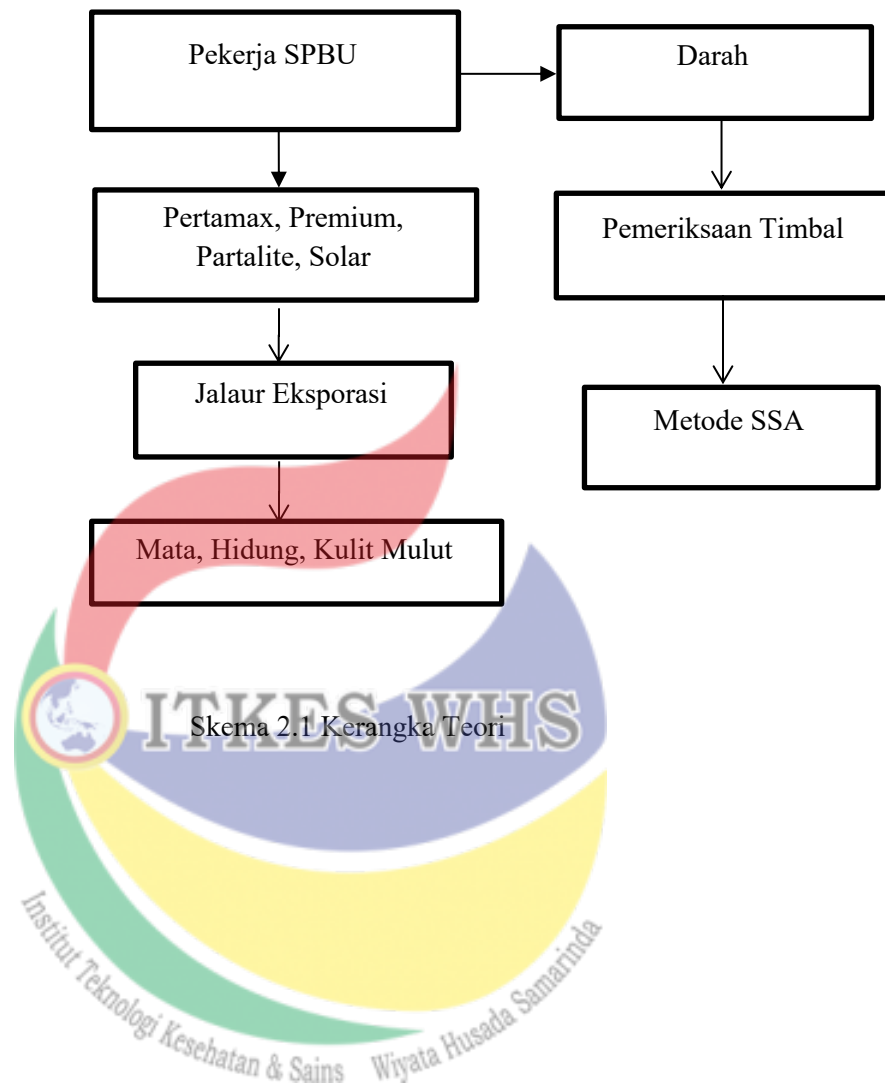 Pekerja SPBU
Darah
Pertamax, Premium,
Partalite, Solar
Pemeriksaan Timbal
Jalaur Eksporasi
Metode SSA
Mata, Hidung, Kulit Mulut
ITKES WHS
Skema 2.1 Kerangka Teori
Institut Teknologi Kesehatan & Sains Wiyata Husada Samarinda